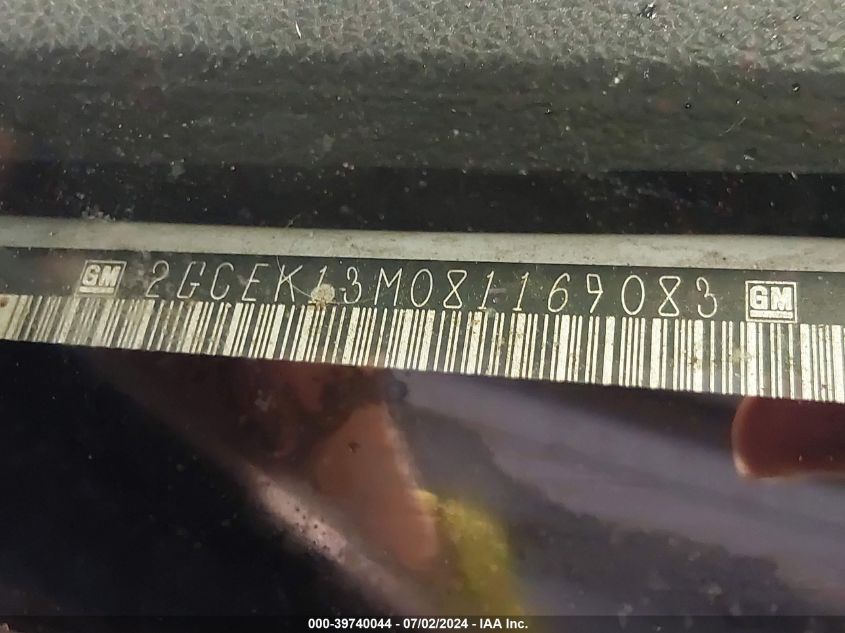 GM 2GCEK13M081169083 GM
000-39740044 - 07/02/2024 - IAA Inc.